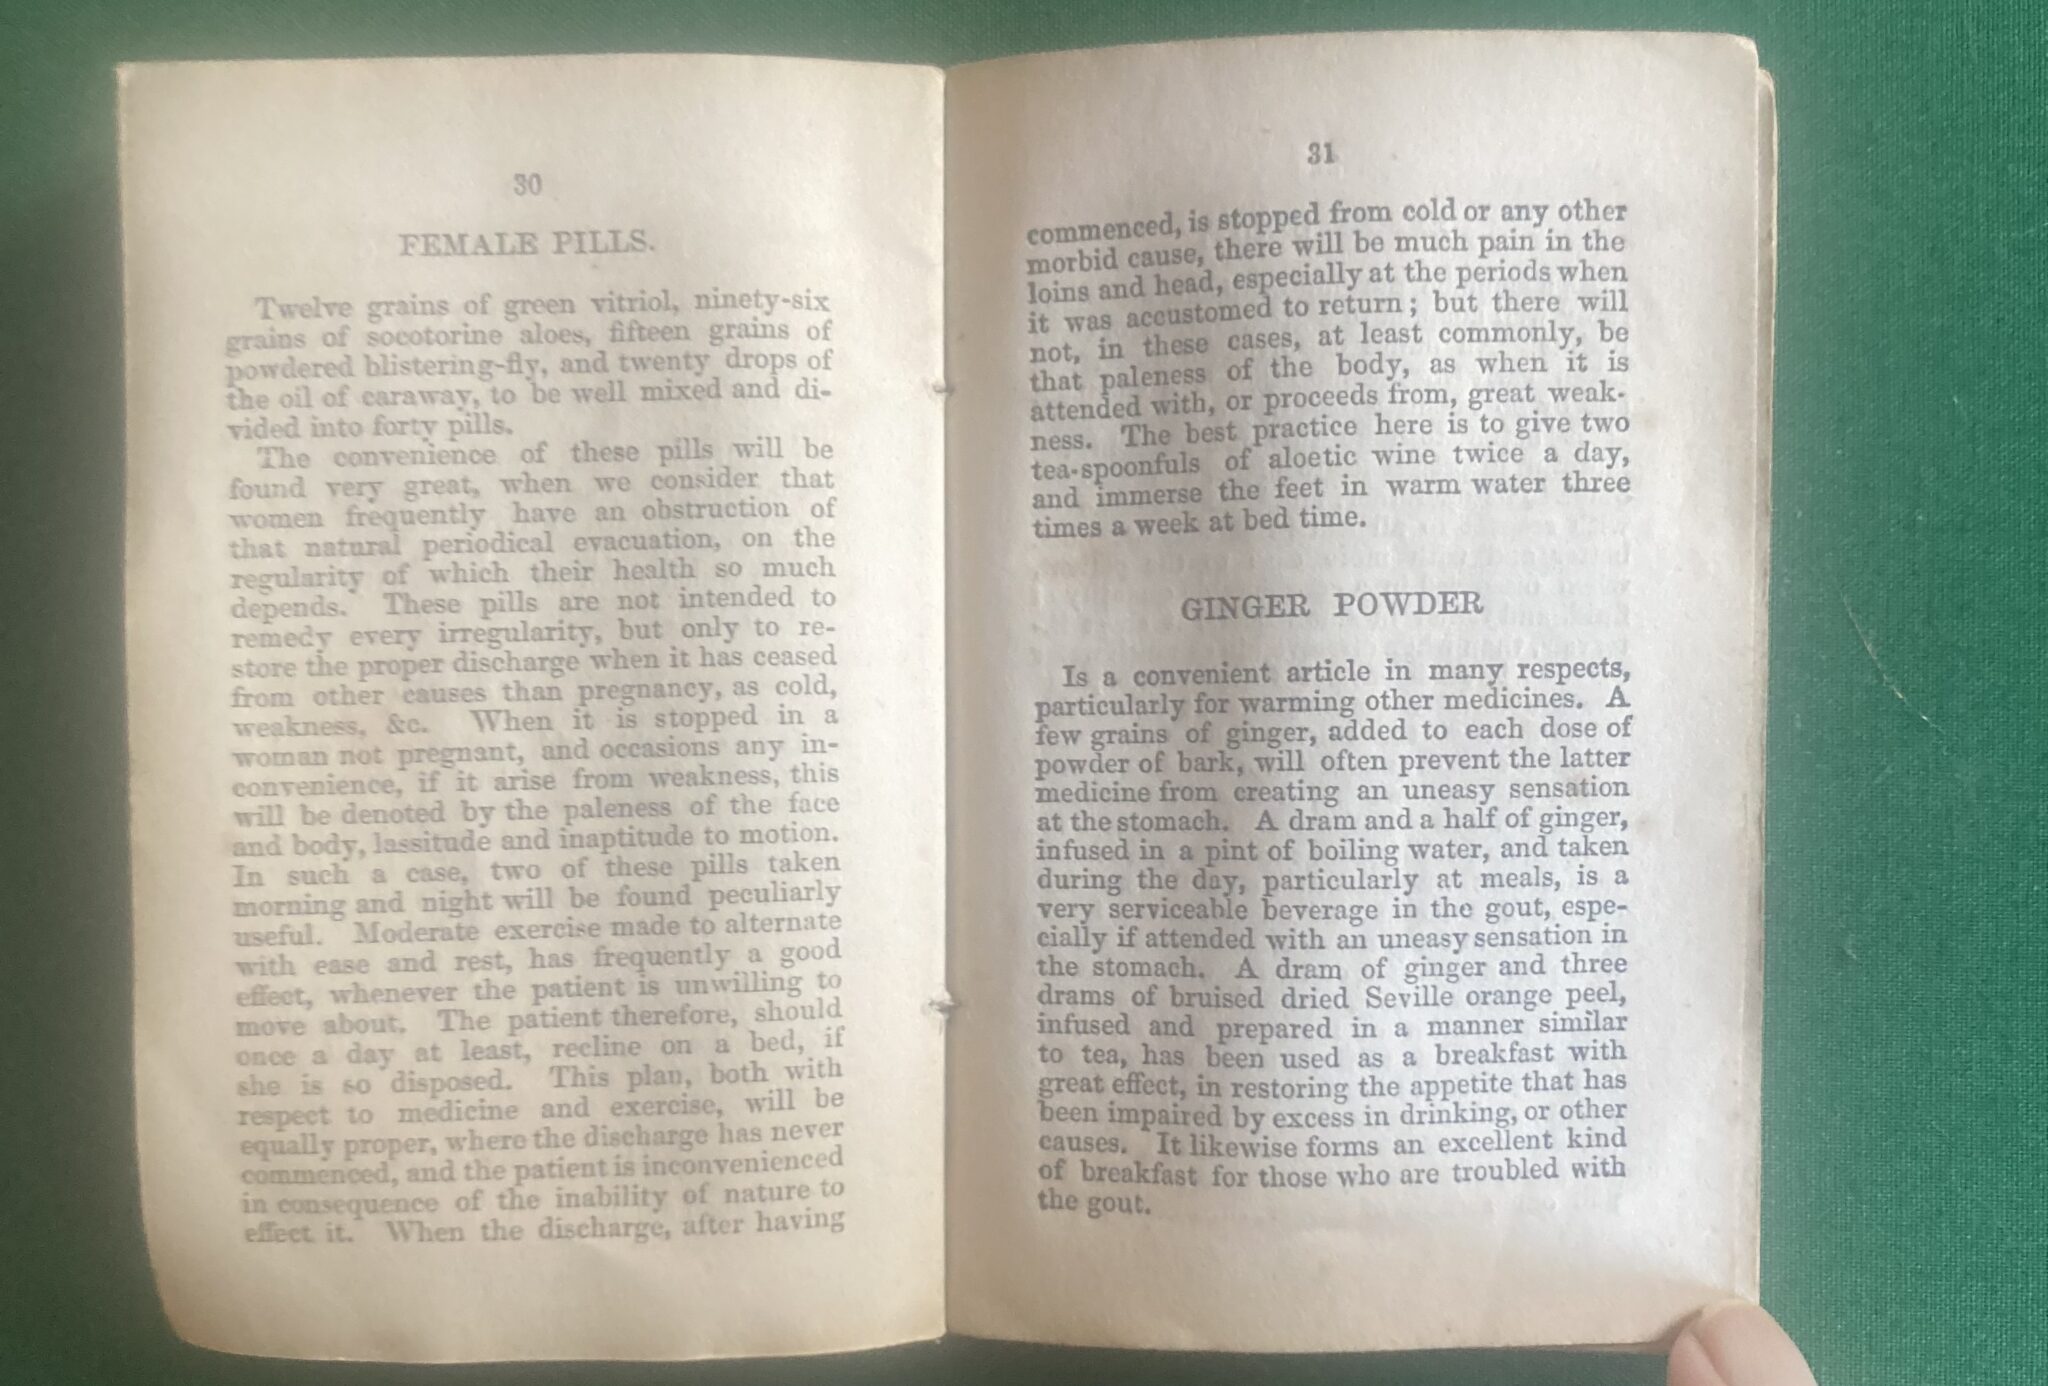 30
FEMALE PILLS.
Twelve grains of green vitriol, ninety-six
grains of socotorine aloes, fifteen grains of
powdered blistering-fly, and twenty drops of
the oil of caraway, to be well mixed and di-
vided into forty pills.
The convenience of these pills will be
found very great, when we consider that
women frequently have an obstruction of
that natural periodical evacuation, on the
regularity of which their health so much
depends. These pills are not intended to
remedy every irregularity, but only to re-
store the proper discharge when it has ceased
from other causes than pregnancy, as cold,
weakness, &c. When it is stopped in a
woman not pregnant, and occasions any in-
convenience, if it arise from weakness, this
will be denoted by the paleness of the face
and body, lassitude and inaptitude to motion.
In such a case, two of these pills taken
morning and night will be found peculiarly
useful. Moderate exercise made to alternate
with ease and rest, has frequently a good
effect, whenever the patient is unwilling to
move about. The patient therefore, should
once a day at least, recline on a bed, if
she is so disposed. This plan, both with
respect to medicine and exercise, will be
equally proper, where the discharge has never
commenced, and the patient is inconvenienced
in consequence of the inability of nature to
effect it. When the discharge, after having
31
commenced, is stopped from cold or any other
morbid cause, there will be much pain in the
loins and head, especially at the periods when
it was accustomed to return; but there will
not, in these cases, at least commonly, be
that paleness of the body, as when it is
attended with, or proceeds from, great weak-
ness. The best practice here is to give two
tea-spoonfuls of aloetic wine twice a day,
and immerse the feet in warm water three
times a week at bed time.
GINGER POWDER
Is a convenient article in many respects,
particularly for warming other medicines. A
few grains of ginger, added to each dose of
powder of bark, will often prevent the latter
medicine from creating an uneasy sensation
at the stomach. A dram and a half of ginger,
infused in a pint of boiling water, and taken
during the day, particularly at meals, is a
very serviceable beverage in the gout, espe-
cially if attended with an uneasy sensation in
the stomach. A dram of ginger and three
drams of bruised dried Seville orange peel,
infused and prepared in a manner similar
to tea, has been used as a breakfast with
great effect, in restoring the appetite that has
been impaired by excess in drinking, or other
causes. It likewise forms an excellent kind
of breakfast for those who are troubled with
the gout.